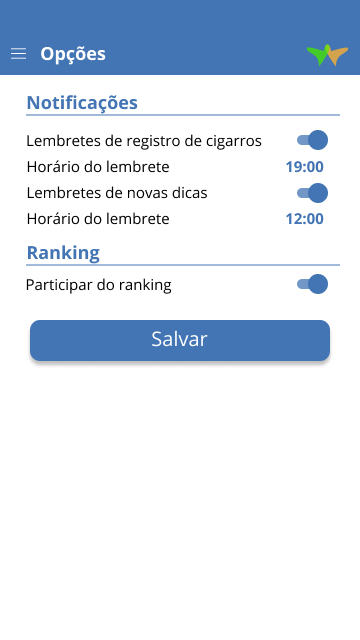 Opções
Notificações
Lembretes de registro de cigarros
Horário do lembrete 19:00
Lembretes de novas dicas
Horário do lembrete 12:00
Ranking
Participar do ranking
Salvar